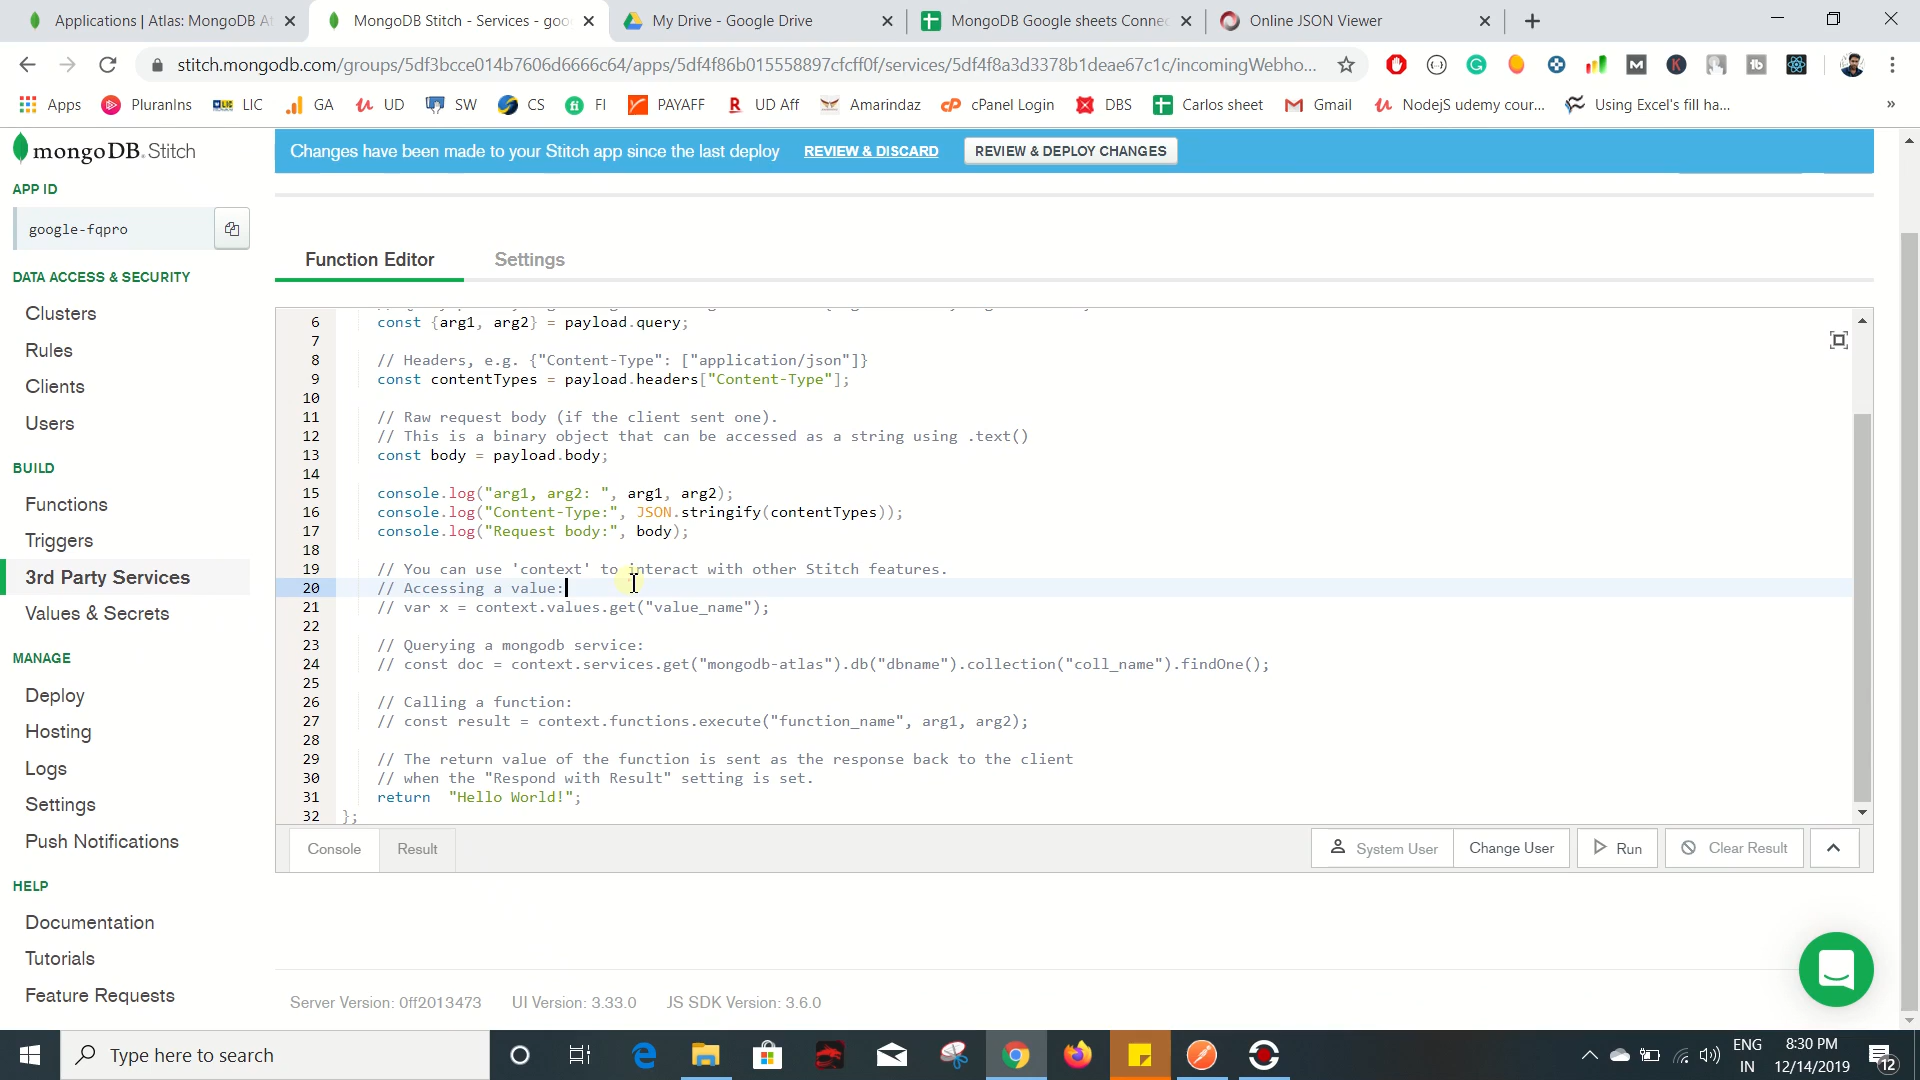 Applications | Atlas: MongoDB At
MongoDB Stitch - Services - goo
My Drive - Google Drive
MongoDB Google sheets Connec
Online JSON Viewer
stitch.mongodb.com/groups/5df3bcce014b7606d6666c64/apps/5df4f86b015558897cfcff0f/services/5df4f8a3d3378b1deae67c1c/incomingWebho...
Apps
PluranIns
LIC
GA
UD
SW
CS
FI
PAYAFF
UD Aff
Amarindaz
cPanel Login
DBS
Carlos sheet
Gmail
NodejS udemy cour...
Using Excel's fill ha...
»
mongoDB. Stitch
Changes have been made to your Stitch app since the last deploy
REVIEW & DISCARD
REVIEW & DEPLOY CHANGES
APP ID
google-fqpro
DATA ACCESS & SECURITY
Clusters
Rules
Clients
Users
BUILD
Functions
Triggers
3rd Party Services
Values & Secrets
MANAGE
Deploy
Hosting
Logs
Settings
Push Notifications
HELP
Documentation
Tutorials
Feature Requests
Function Editor
Settings
6 const {arg1, arg2} = payload.query;
7
8 // Headers, e.g. {"Content-Type": ["application/json"]}
9 const contentTypes = payload.headers["Content-Type"];
10
11 // Raw request body (if the client sent one).
12 // This is a binary object that can be accessed as a string using .text()
13 const body = payload.body;
14
15 console.log("arg1, arg2: ", arg1, arg2);
16 console.log("Content-Type:", JSON.stringify(contentTypes));
17 console.log("Request body:", body);
18
19 // You can use 'context' to interact with other Stitch features.
20 // Accessing a value:
21 // var x = context.values.get("value_name");
22
23 // Querying a mongodb service:
24 // const doc = context.services.get("mongodb-atlas").db("dbname").collection("coll_name").findOne();
25
26 // Calling a function:
27 // const result = context.functions.execute("function_name", arg1, arg2);
28
29 // The return value of the function is sent as the response back to the client
30 // when the "Respond with Result" setting is set.
31 return  "Hello World!";
32 };
Console
Result
System User
Change User
Run
Clear Result
Server Version: 0ff2013473
UI Version: 3.33.0
JS SDK Version: 3.6.0
Type here to search
ENG
IN
8:30 PM
12/14/2019
12